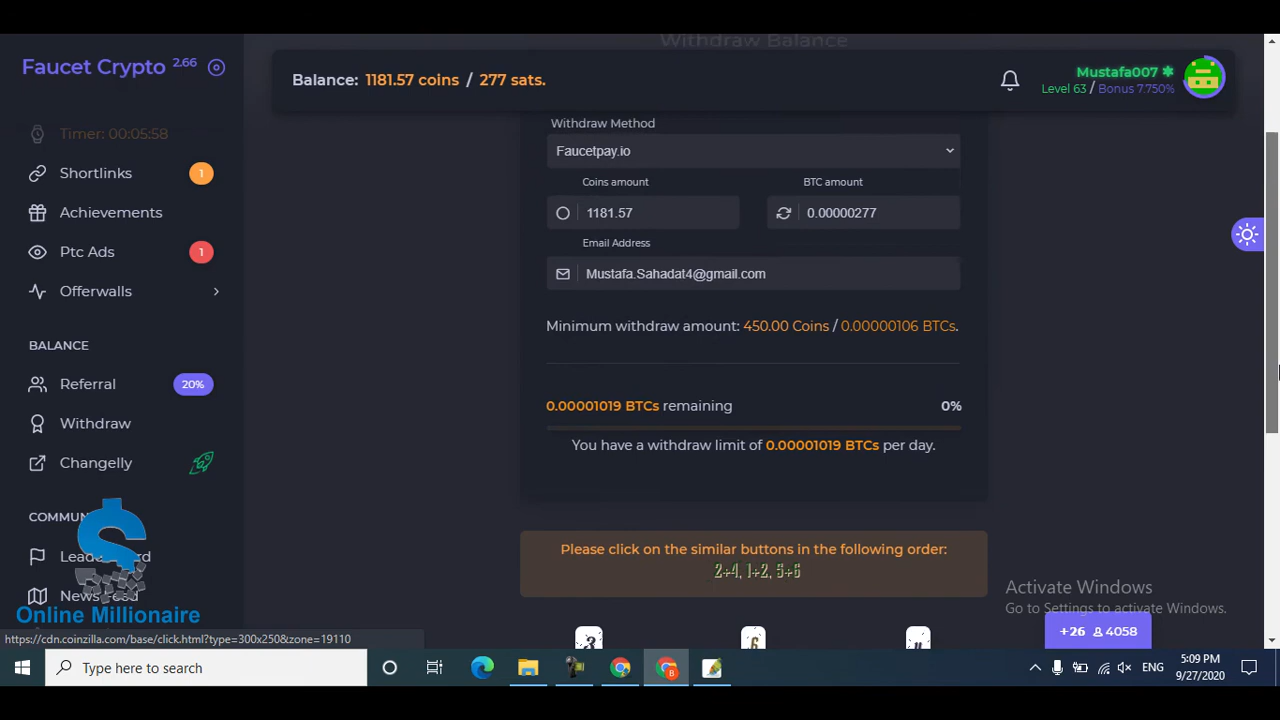 Withdraw Balance
Faucet Crypto 2.66
Balance: 1181.57 coins / 277 sats.
Mustafa007
Level 63 / Bonus 7.750%
Timer: 00:05:58
Shortlinks 1
Achievements
Ptc Ads 1
Offerwalls
BALANCE
Referral 20%
Withdraw
Changelly
Withdraw Method
Faucetpay.io
Coins amount
BTC amount
1181.57
0.00000277
Email Address
Mustafa.Sahadat4@gmail.com
Minimum withdraw amount: 450.00 Coins / 0.00000106 BTCs.
0.00001019 BTCs remaining 0%
You have a withdraw limit of 0.00001019 BTCs per day.
Please click on the similar buttons in the following order:
2+4, 1+2, 5+6
3
6
Online Millionaire
Activate Windows
Go to Settings to activate Windows.
+26 4058
https://cdn.coinzilla.com/base/click.html?type=300x250&zone=19110
Type here to search
ENG
5:09 PM
9/27/2020